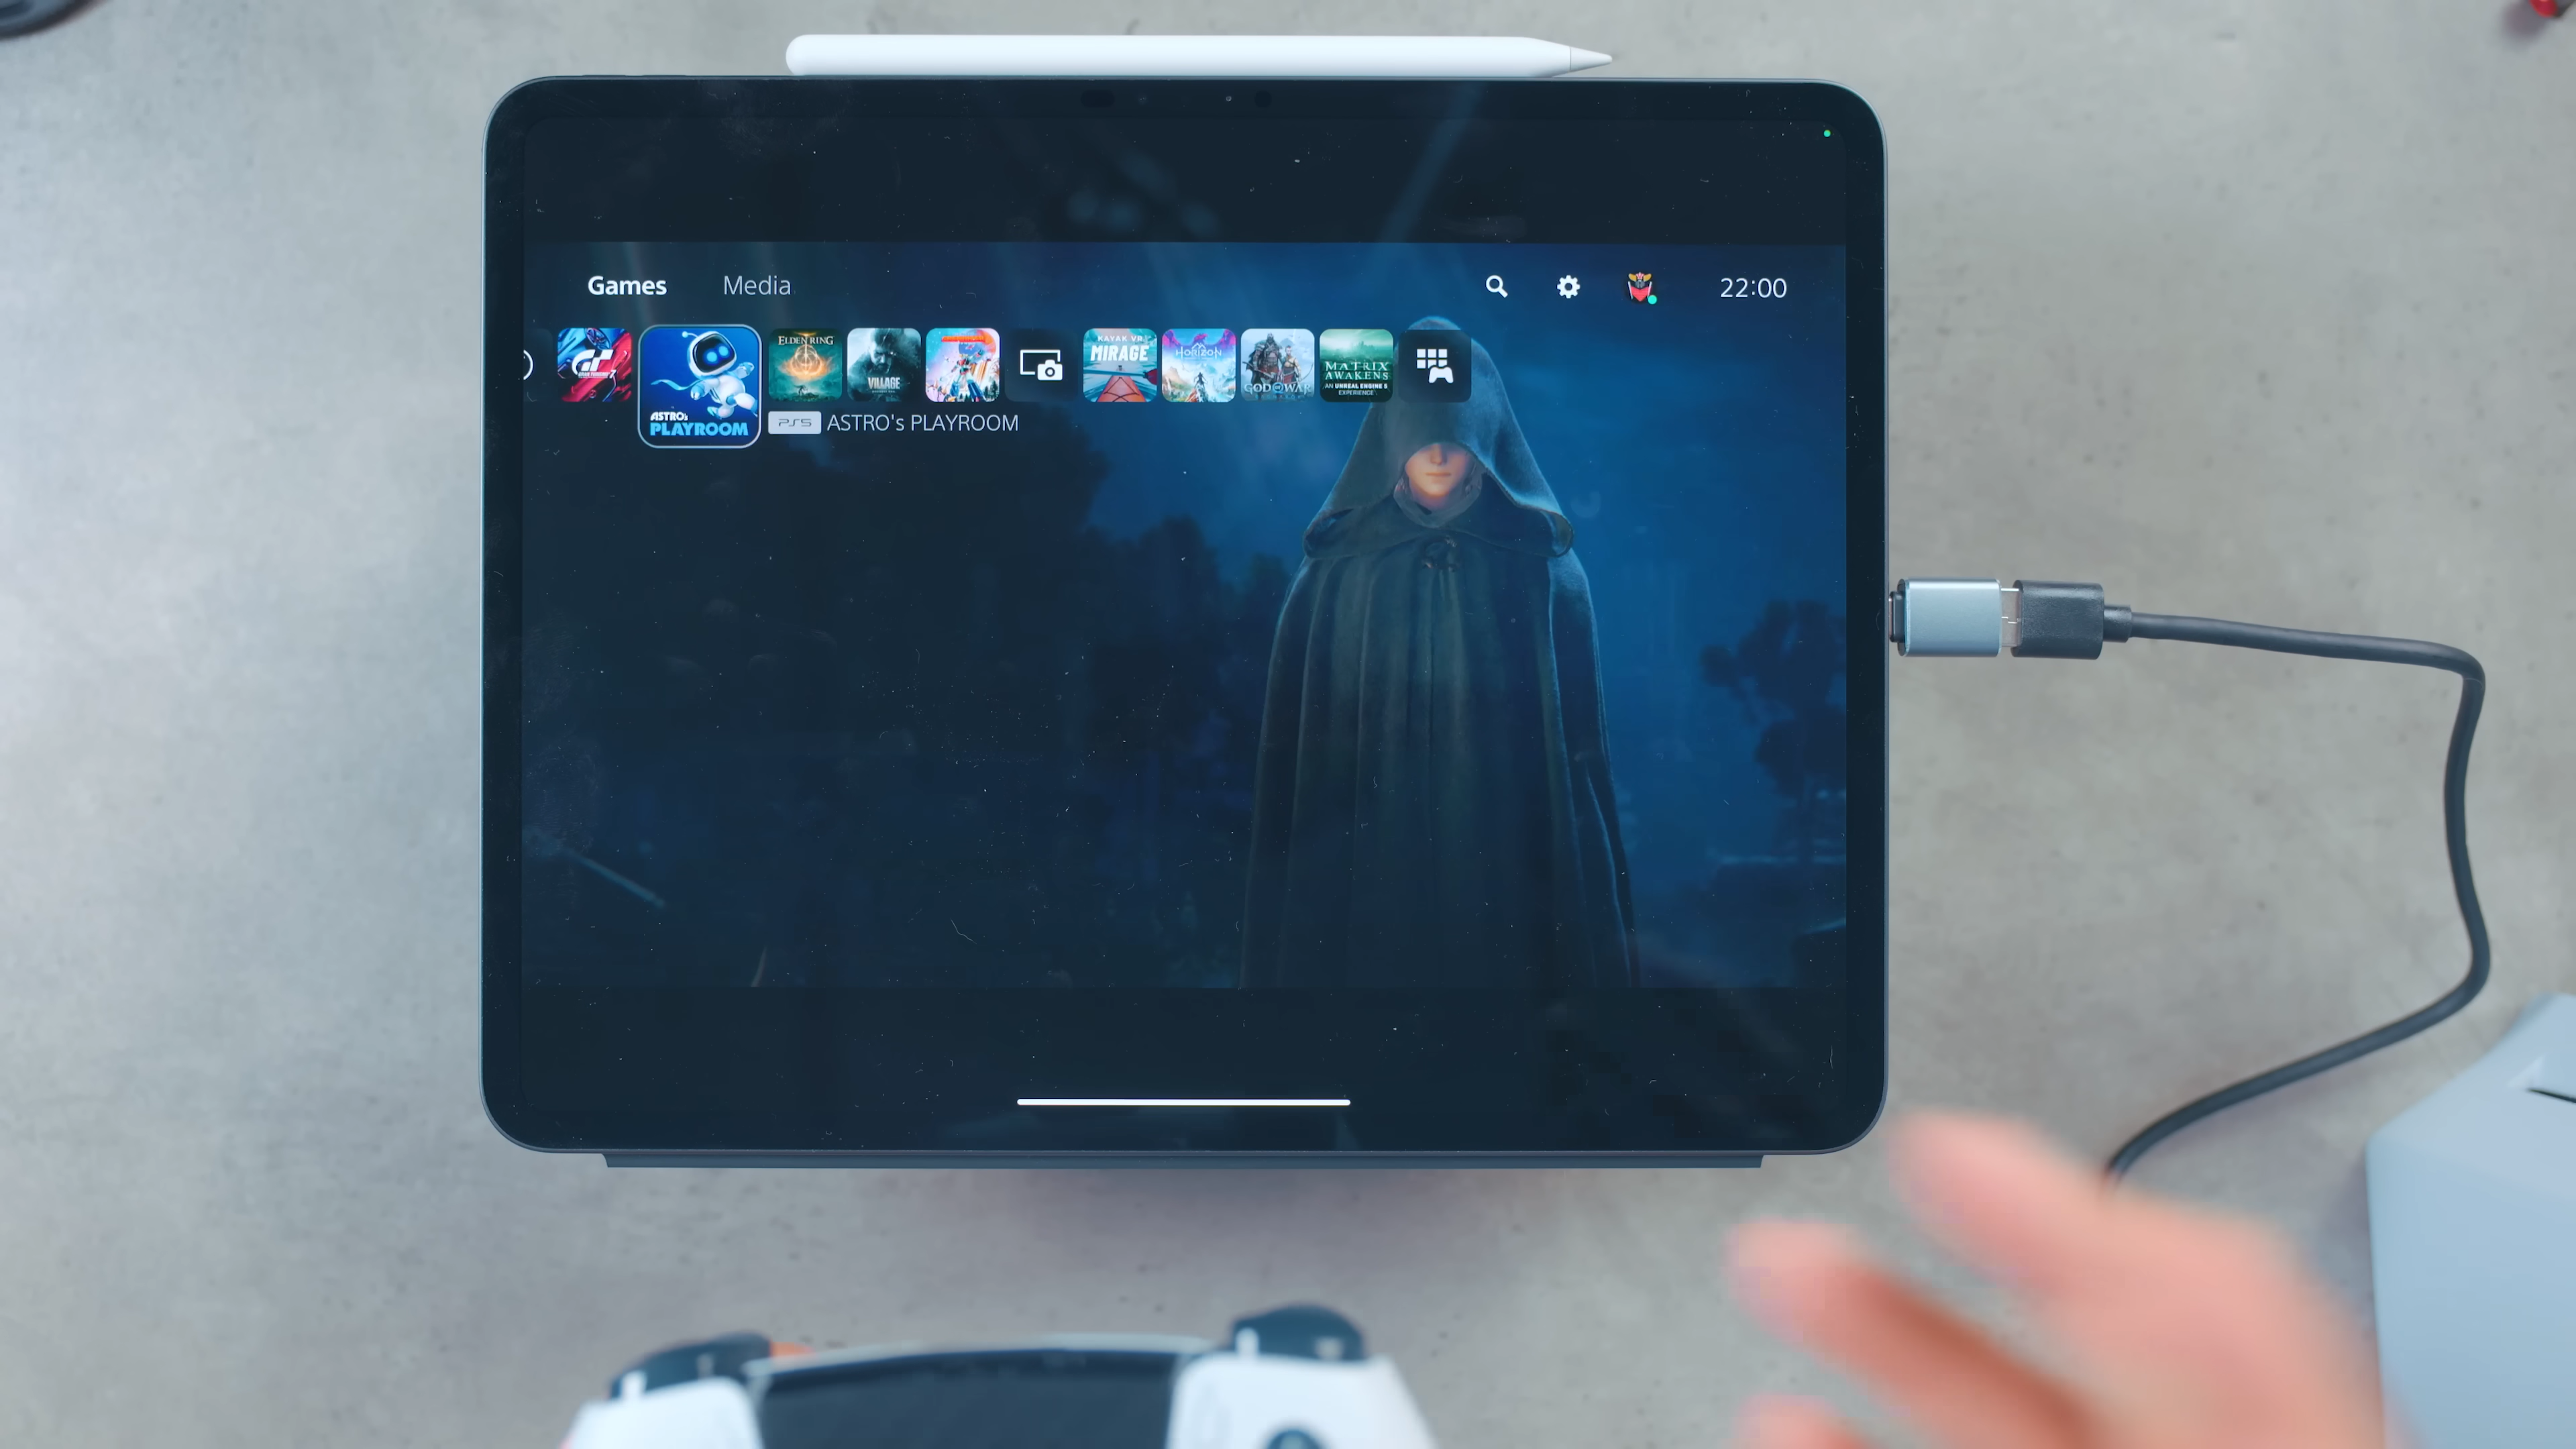 Games Media 22:00
GT
ASTRO's
PLAYROOM
ELDEN RING
VILLAGE
KAYAK VR
MIRAGE
HORIZON
GOD OF WAR
MATRIX
AWAKENS
AN UNREAL ENGINE 5
EXPERIENCE
PS5 ASTRO's PLAYROOM